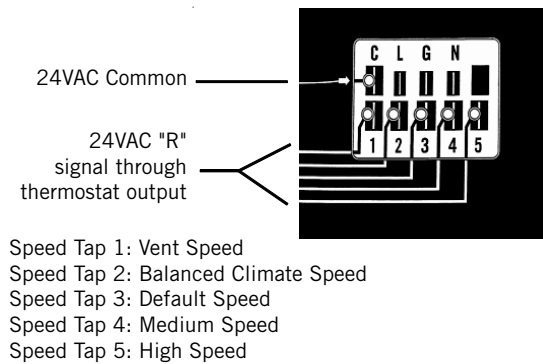 C L G N
24VAC Common
1 2 3 4 5
24VAC "R"
signal through
thermostat output
Speed Tap 1: Vent Speed
Speed Tap 2: Balanced Climate Speed
Speed Tap 3: Default Speed
Speed Tap 4: Medium Speed
Speed Tap 5: High Speed